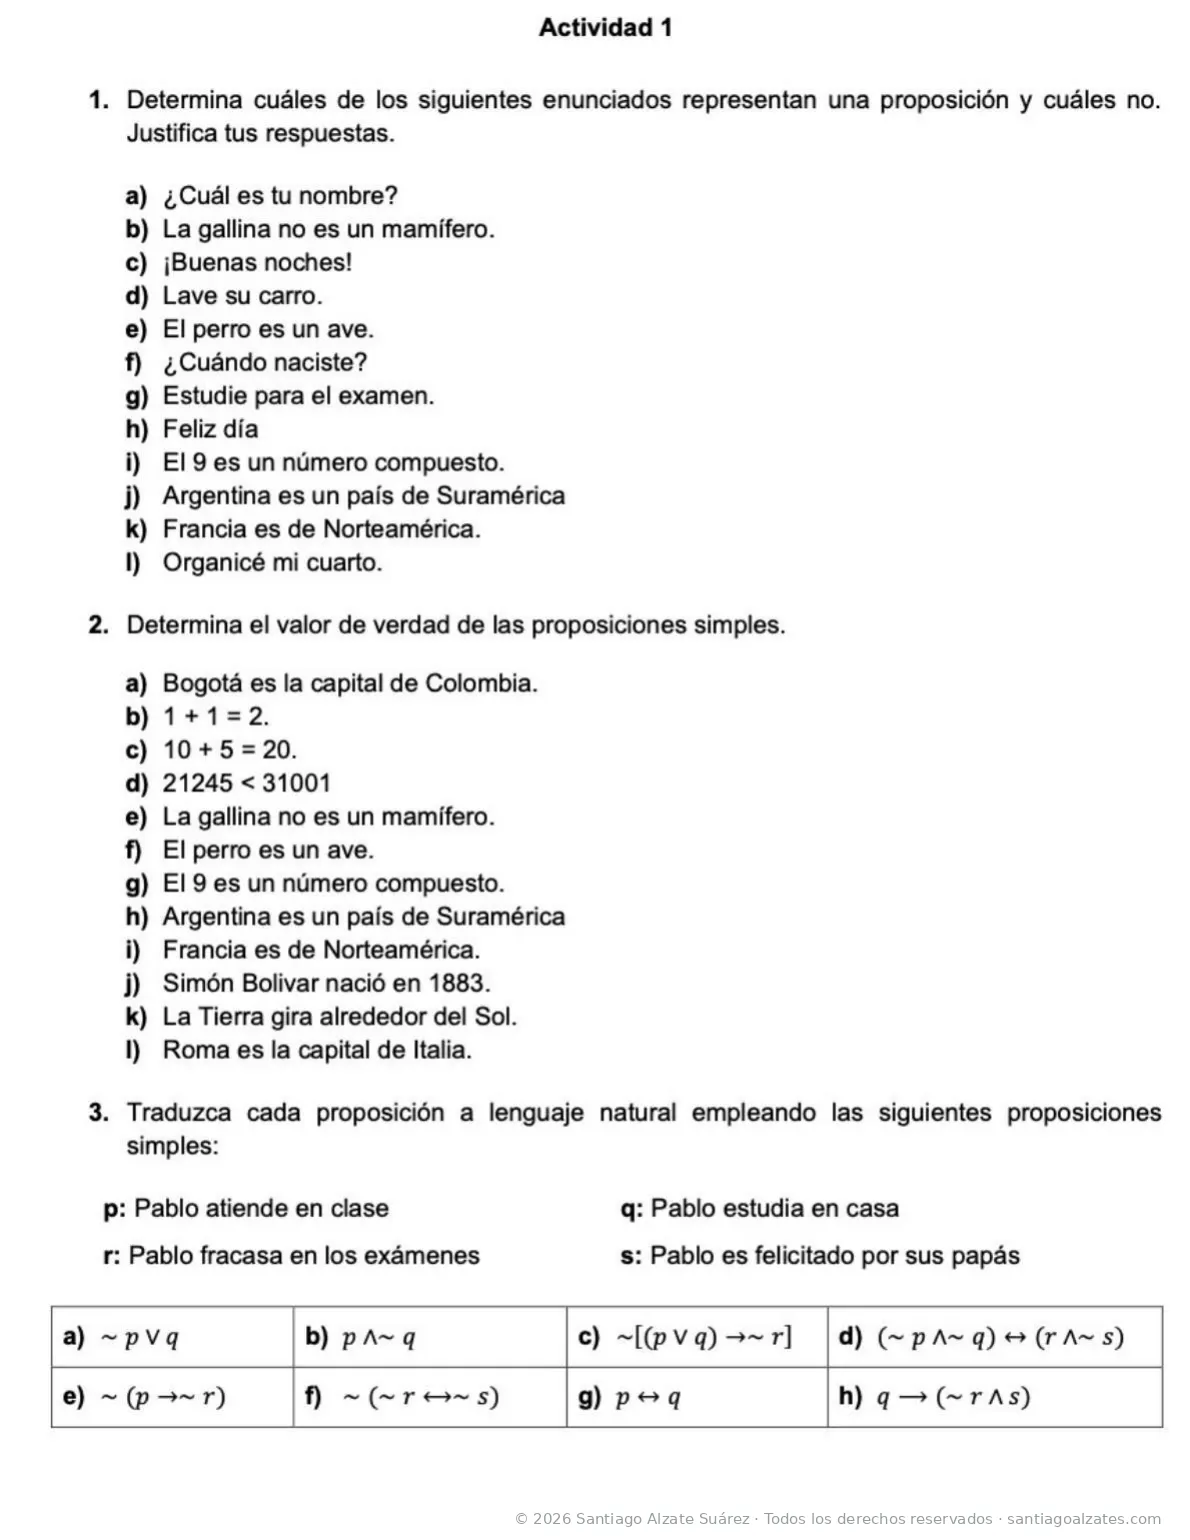 Actividad 1
1. Determina cuáles de los siguientes enunciados representan una proposición y cuáles no.
Justifica tus respuestas.
a) ¿Cuál es tu nombre?
b) La gallina no es un mamífero.
c) ¡Buenas noches!
d) Lave su carro.
e) El perro es un ave.
f) ¿Cuándo naciste?
g) Estudie para el examen.
h) Feliz día
i) El 9 es un número compuesto.
j) Argentina es un país de Suramérica
k) Francia es de Norteamérica.
l) Organicé mi cuarto.
2. Determina el valor de verdad de las proposiciones simples.
a) Bogotá es la capital de Colombia.
b) 1 + 1 = 2.
c) 10 + 5 = 20.
d) 21245 < 31001
e) La gallina no es un mamífero.
f) El perro es un ave.
g) El 9 es un número compuesto.
h) Argentina es un país de Suramérica
i) Francia es de Norteamérica.
j) Simón Bolivar nació en 1883.
k) La Tierra gira alrededor del Sol.
l) Roma es la capital de Italia.
3. Traduzca cada proposición a lenguaje natural empleando las siguientes proposiciones
simples:
p: Pablo atiende en clase q: Pablo estudia en casa
r: Pablo fracasa en los exámenes s: Pablo es felicitado por sus papás
a) ~ p ∨ q b) p ∧~ q c) ~[(p ∨ q) →~ r] d) (~ p ∧~ q) ↔ (r ∧~ s)
e) ~ (p →~ r) f) ~ (~ r ↔~ s) g) p ↔ q h) q → (~ r ∧ s)
© 2026 Santiago Alzate Suárez · Todos los derechos reservados · santiagoalzates.com